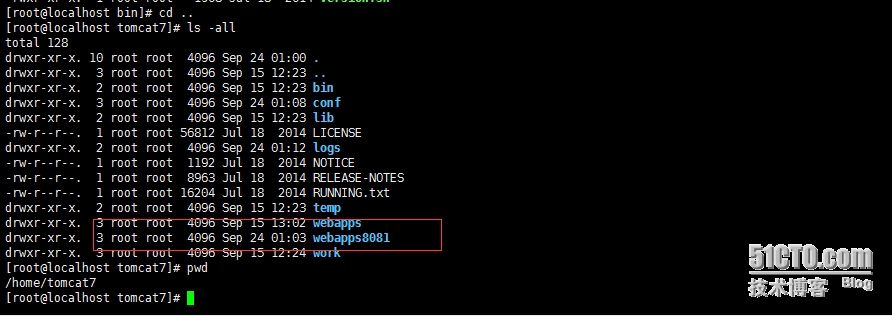 [root@localhost bin]# cd ..
[root@localhost tomcat7]# ls -all
total 128
drwxr-xr-x. 10 root root  4096 Sep 24 01:00 .
drwxr-xr-x.  3 root root  4096 Sep 15 12:23 ..
drwxr-xr-x.  2 root root  4096 Sep 15 12:23 bin
drwxr-xr-x.  3 root root  4096 Sep 24 01:08 conf
drwxr-xr-x.  2 root root  4096 Sep 15 12:23 lib
-rw-r--r--.  1 root root 56812 Jul 18  2014 LICENSE
drwxr-xr-x.  2 root root  4096 Sep 24 01:12 logs
-rw-r--r--.  1 root root  1192 Jul 18  2014 NOTICE
-rw-r--r--.  1 root root  8963 Jul 18  2014 RELEASE-NOTES
-rw-r--r--.  1 root root 16204 Jul 18  2014 RUNNING.txt
drwxr-xr-x.  2 root root  4096 Sep 15 12:23 temp
drwxr-xr-x.  3 root root  4096 Sep 15 13:02 webapps
drwxr-xr-x.  3 root root  4096 Sep 24 01:03 webapps8081
drwxr-xr-x.  3 root root  4096 Sep 15 12:24 work
[root@localhost tomcat7]# pwd
/home/tomcat7
[root@localhost tomcat7]#
51CTO.com
技术博客 Blog